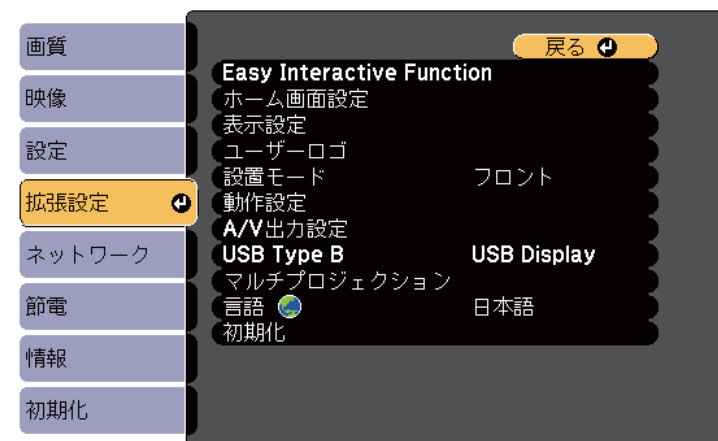 画質
映像
設定
拡張設定
ネットワーク
節電
情報
初期化
戻る
Easy Interactive Function
ホーム画面設定
表示設定
ユーザーロゴ
設置モード フロント
動作設定
A/V出力設定
USB Type B USB Display
マルチプロジェクション
言語 日本語
初期化